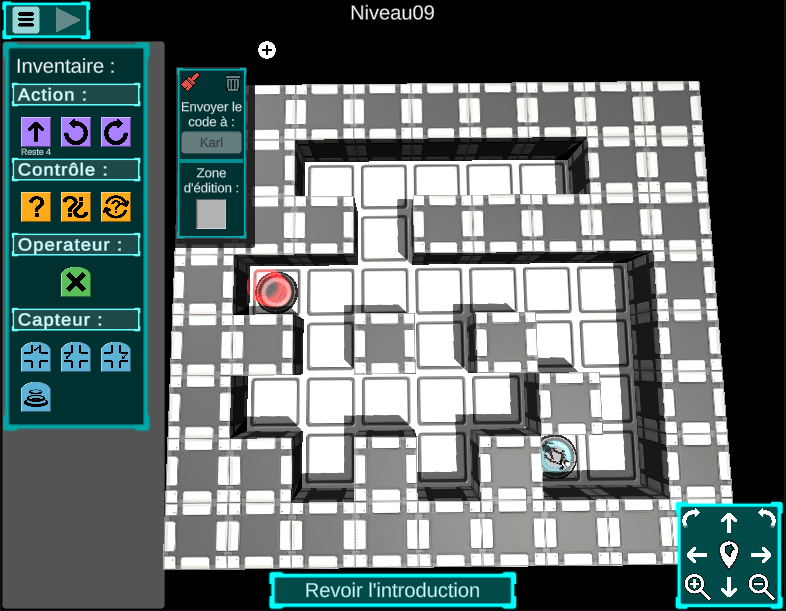 Niveau09
Inventaire :
Action :
Reste 4
Contrôle :
Operateur :
Capteur :
Envoyer le
code à :
Karl
Zone
d'édition :
Revoir l'introduction